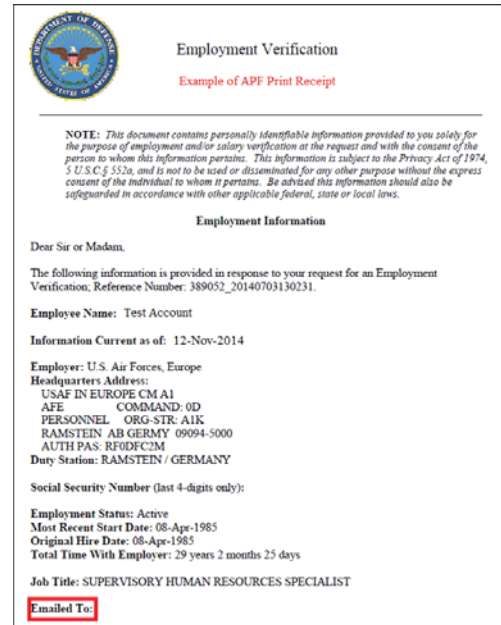 DEPARTMENT OF DEFENSE
UNITED STATES OF AMERICA
Employment Verification
Example of APF Print Receipt
NOTE: This document contains personally identifiable information provided to you solely for
the purpose of employment and/or salary verification at the request and with the consent of the
person to whom this information pertains. This information is subject to the Privacy Act of 1974,
5 U.S.C.§ 552a, and is not to be used or disseminated for any other purpose without the express
consent of the individual to whom it pertains. Be advised this information should also be
safeguarded in accordance with other applicable federal, state or local laws.
Employment Information
Dear Sir or Madam,
The following information is provided in response to your request for an Employment
Verification; Reference Number: 389052_20140703130231.
Employee Name: Test Account
Information Current as of: 12-Nov-2014
Employer: U.S. Air Forces, Europe
Headquarters Address:
USAF IN EUROPE CM A1
AFE COMMAND: 0D
PERSONNEL ORG-STR: A1K
RAMSTEIN AB GERMY 09094-5000
AUTH PAS: RF0DFC2M
Duty Station: RAMSTEIN / GERMANY
Social Security Number (last 4-digits only):
Employment Status: Active
Most Recent Start Date: 08-Apr-1985
Original Hire Date: 08-Apr-1985
Total Time With Employer: 29 years 2 months 25 days
Job Title: SUPERVISORY HUMAN RESOURCES SPECIALIST
Emailed To: